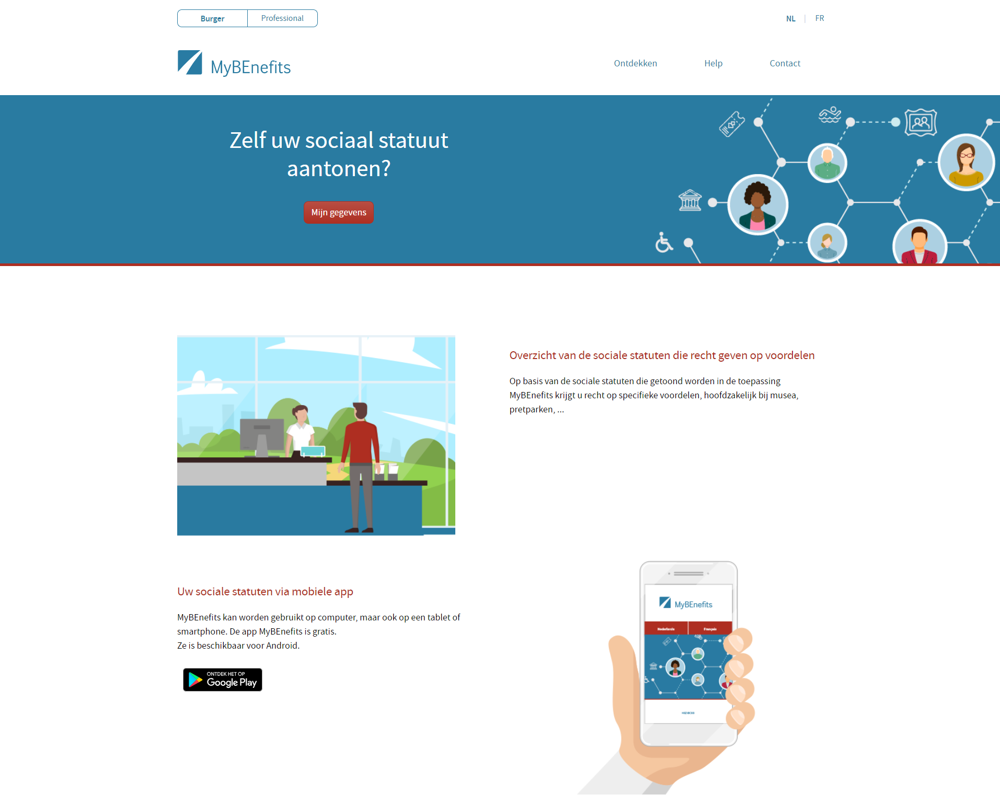 Burger
Professional
NL
FR
MyBEnefits
Ontdekken
Help
Contact
Zelf uw sociaal statuut
aantonen?
Mijn gegevens
Overzicht van de sociale statuten die recht geven op voordelen
Op basis van de sociale statuten die getoond worden in de toepassing
MyBEnefits krijgt u recht op specifieke voordelen, hoofdzakelijk bij musea,
pretparken, ...
Uw sociale statuten via mobiele app
MyBEnefits kan worden gebruikt op computer, maar ook op een tablet of
smartphone. De app MyBEnefits is gratis.
Ze is beschikbaar voor Android.
ONTDEK HET OP
Google Play
MyBEnefits
Nederlands
Français